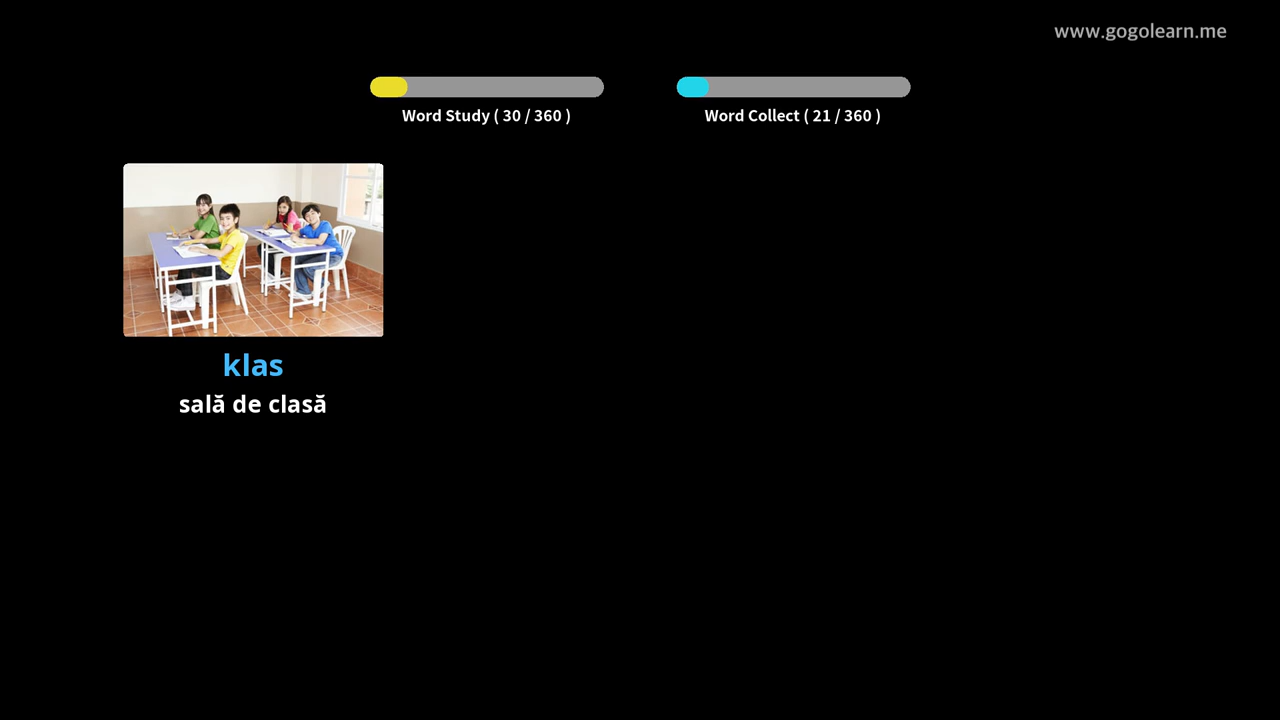 www.gogolearn.me
Word Study ( 30 / 360 )
Word Collect ( 21 / 360 )
klas
sală de clasă